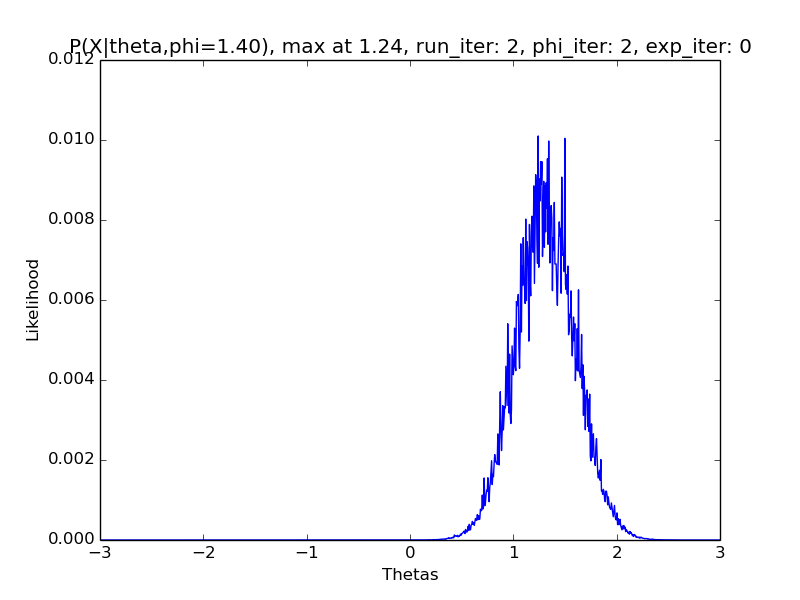 P(X|theta,phi=1.40), max at 1.24, run_iter: 2, phi_iter: 2, exp_iter: 0
0.012
0.010
0.008
0.006
0.004
0.002
0.000
Likelihood
−3 −2 −1 0 1 2 3
Thetas